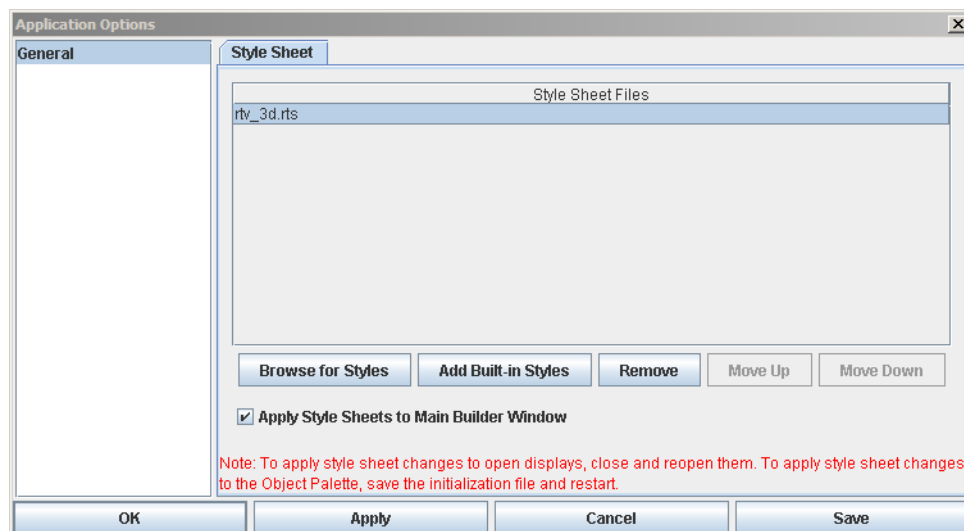 Application Options
General
Style Sheet
Style Sheet Files
rtv_3d.rts
Browse for Styles
Add Built-in Styles
Remove
Move Up
Move Down
Apply Style Sheets to Main Builder Window
Note: To apply style sheet changes to open displays, close and reopen them. To apply style sheet changes
to the Object Palette, save the initialization file and restart.
OK
Apply
Cancel
Save